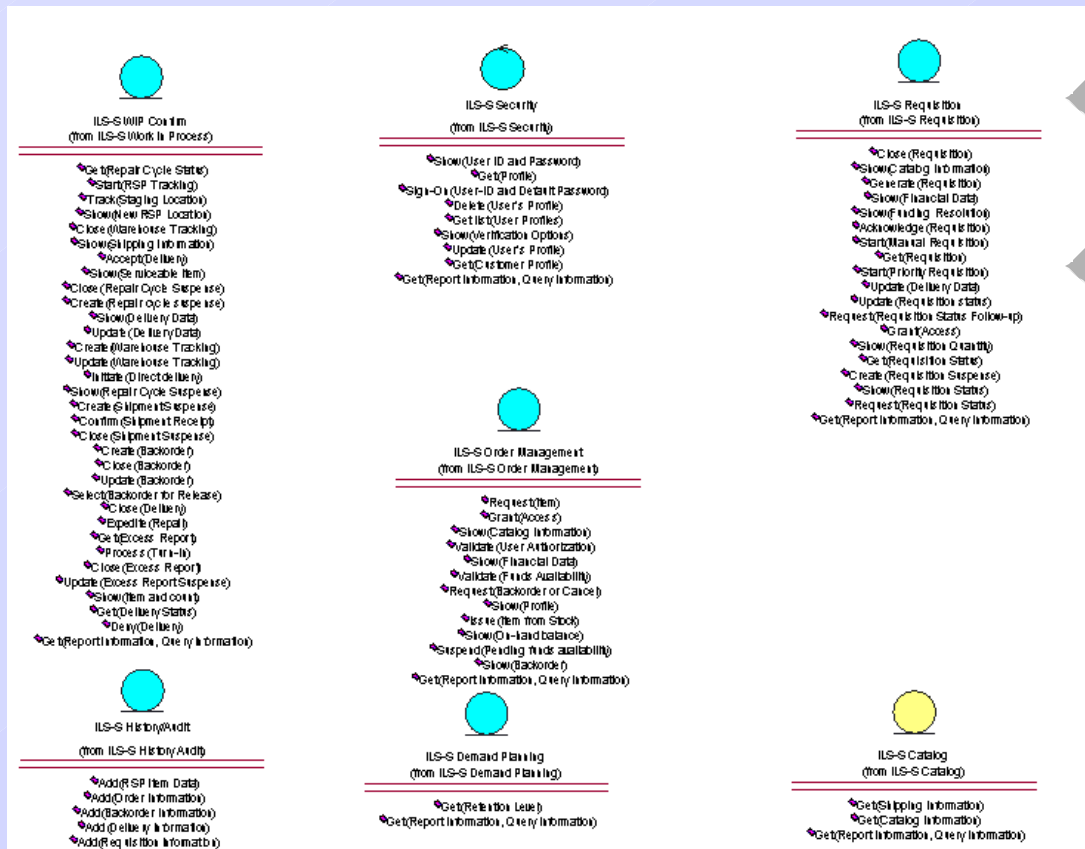 ILS-S WIP Confirm
(from ILS-S Work In Process)
Get(Repair Cycle Status)
Start(RSP Tracking)
Track(Staging Location)
Show(New RSP Location)
Close(Warehouse Tracking)
Show(Shipping Information)
Accept(Delivery)
Show(Serviceable Item)
Close(Repair Cycle Suspense)
Create(Repair cycle suspense)
Show(Delivery Data)
Update(Delivery Data)
Create(Warehouse Tracking)
Update(Warehouse Tracking)
Initiate(Direct delivery)
Show(Repair Cycle Suspense)
Create(Shipment Suspense)
Confirm(Shipment Receipt)
Close(Shipment Suspense)
Create(Backorder)
Close(Backorder)
Update(Backorder)
Select(Backorder for Release)
Close(Delivery)
Expedite(Repair)
Get(Excess Report)
Process(Turn-In)
Close(Excess Report)
Update(Excess Report Suspense)
Show(Item and count)
Get(Delivery Status)
Deny(Delivery)
Get(Report Information, Query Information)
ILS-S History/Audit
(from ILS-S History/Audit)
Add(RSP Item Data)
Add(Order Information)
Add(Backorder Information)
Add(Delivery Information)
Add(Requisition Information)
ILS-S Security
(from ILS-S Security)
Show(User ID and Password)
Get(Profile)
Sign-On(User-ID and Default Password)
Delete(User's Profile)
Get list(User Profiles)
Show(Verification Options)
Update(User's Profile)
Get(Customer Profile)
Get(Report Information, Query Information)
ILS-S Order Management
(from ILS-S Order Management)
Request(Item)
Grant(Access)
Show(Catalog Information)
Validate(User Authorization)
Show(Financial Data)
Validate(Funds Availability)
Request(Backorder or Cancel)
Show(Profile)
Issue(Item from Stock)
Show(On-hand balance)
Suspend(Pending funds availability)
Show(Backorder)
Get(Report Information, Query Information)
ILS-S Demand Planning
(from ILS-S Demand Planning)
Get(Retention Level)
Get(Report Information, Query Information)
ILS-S Requisition
(from ILS-S Requisition)
Close(Requisition)
Show(Catalog Information)
Generate(Requisition)
Show(Financial Data)
Show(Funding Resolution)
Acknowledge(Requisition)
Start(Manual Requisition)
Get(Requisition)
Start(Priority Requisition)
Update(Delivery Data)
Update(Requisition status)
Request(Requisition Status Follow-up)
Grant(Access)
Show(Requisition Quantity)
Get(Requisition Status)
Create(Requisition Suspense)
Show(Requisition Status)
Request(Requisition Status)
Get(Report Information, Query Information)
ILS-S Catalog
(from ILS-S Catalog)
Get(Shipping Information)
Get(Catalog Information)
Get(Report Information, Query Information)